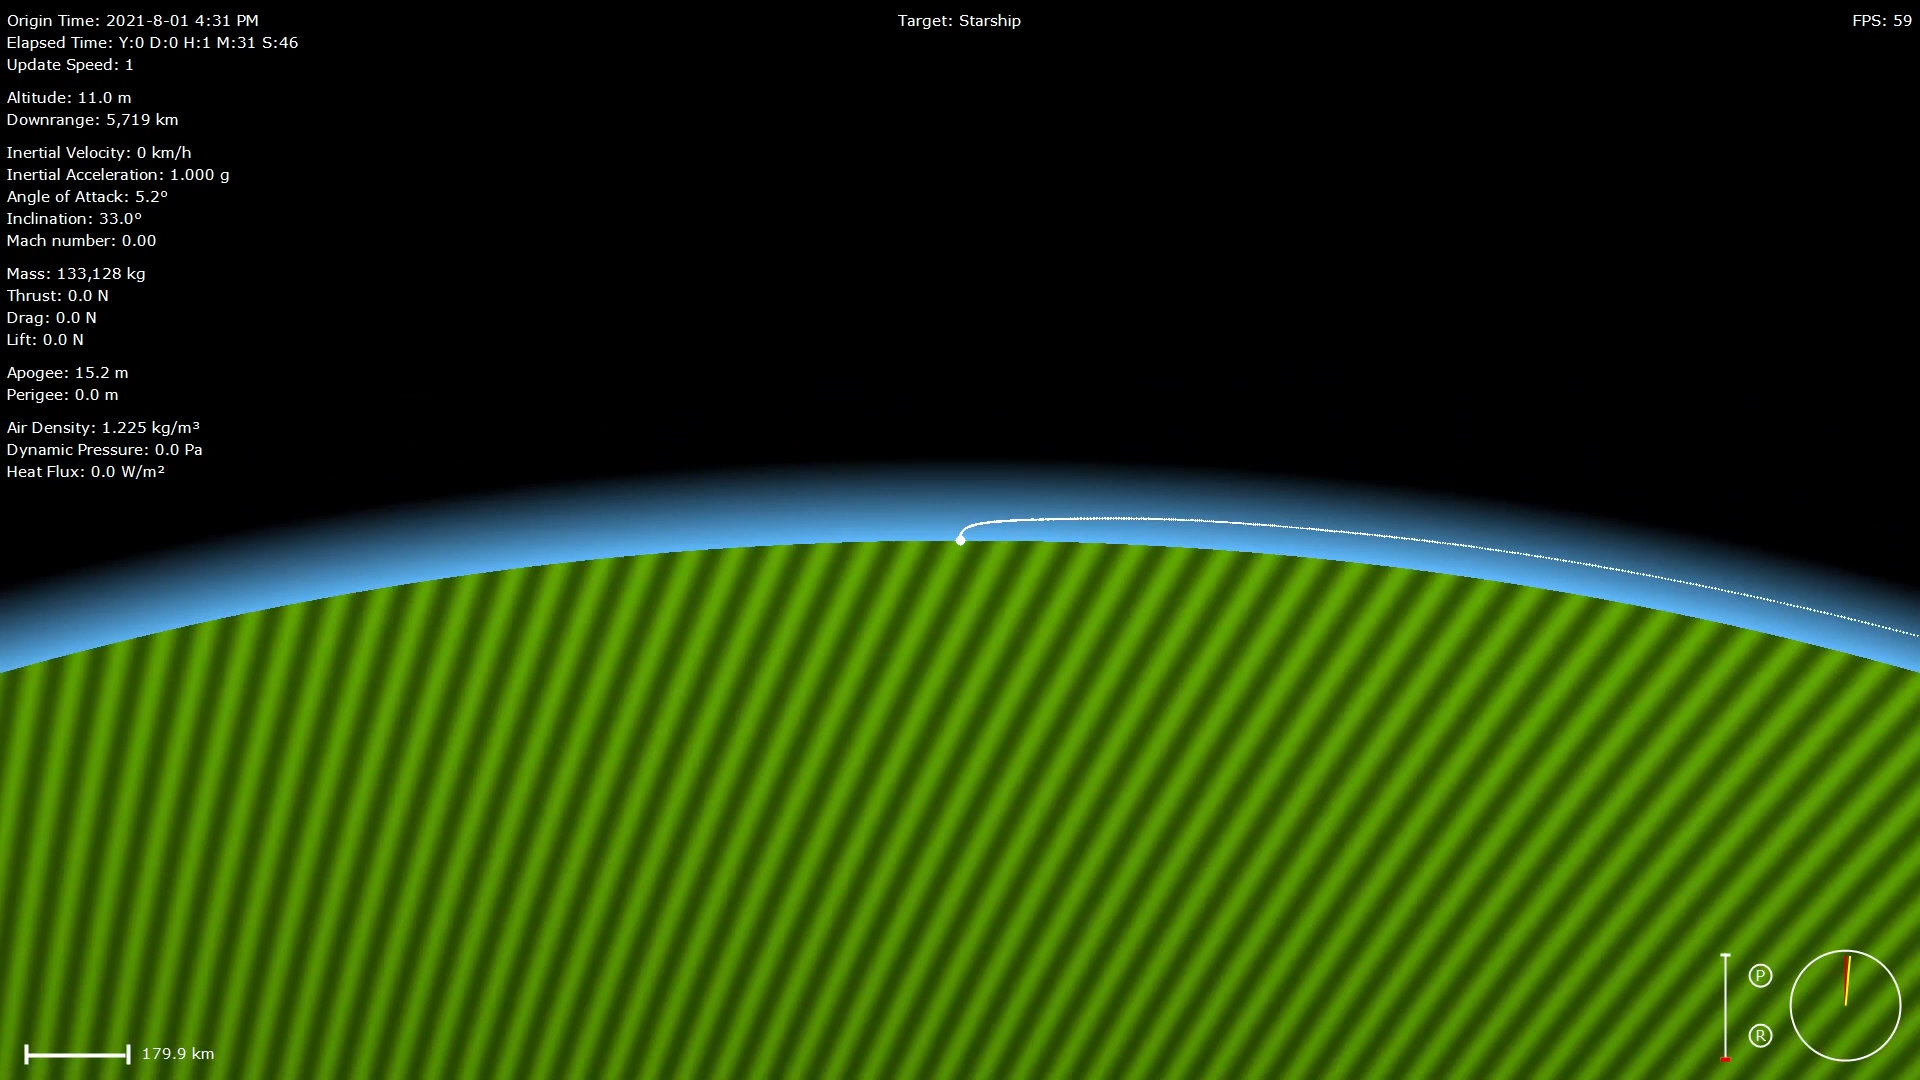 Origin Time: 2021-8-01 4:31 PM
Elapsed Time: Y:0 D:0 H:1 M:31 S:46
Update Speed: 1
Target: Starship
FPS: 59
Altitude: 11.0 m
Downrange: 5,719 km
Inertial Velocity: 0 km/h
Inertial Acceleration: 1.000 g
Angle of Attack: 5.2º
Inclination: 33.0º
Mach number: 0.00
Mass: 133,128 kg
Thrust: 0.0 N
Drag: 0.0 N
Lift: 0.0 N
Apogee: 15.2 m
Perigee: 0.0 m
Air Density: 1.225 kg/m³
Dynamic Pressure: 0.0 Pa
Heat Flux: 0.0 W/m²
P
R
179.9 km